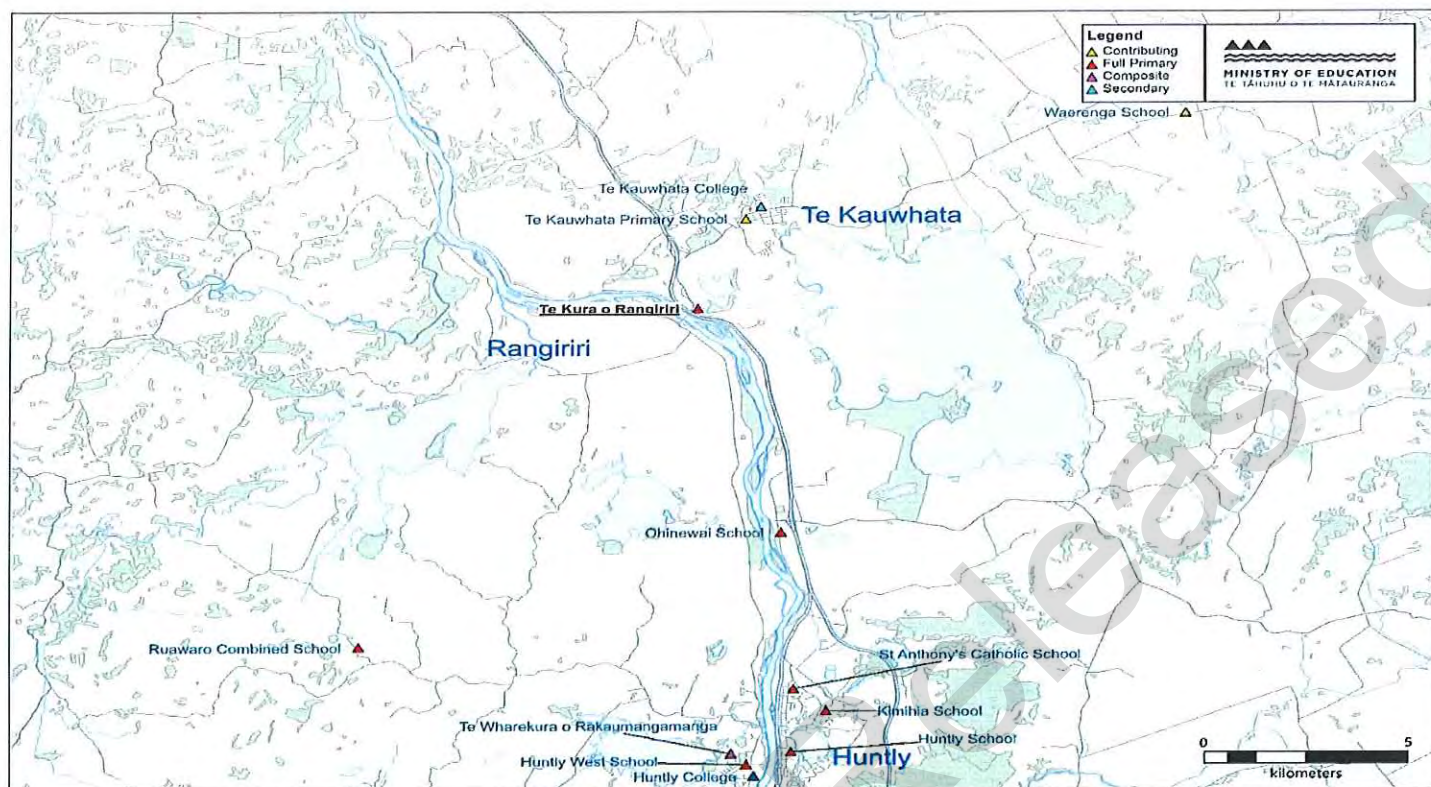 Legend
Contributing
Full Primary
Composite
Secondary
MINISTRY OF EDUCATION
TE TĀHUHU O TE MĀTAURANGA
Waerenga School
Te Kauwhata College
Te Kauwhata Primary School
Te Kauwhata
Te Kura o Rangiriri
Rangiriri
Ohinewai School
Ruawaro Combined School
St Anthony's Catholic School
Kimihia School
Te Wharekura o Rakaumangamanga
Huntly School
Huntly West School
Huntly
Huntly College
0 5
kilometers
eleased